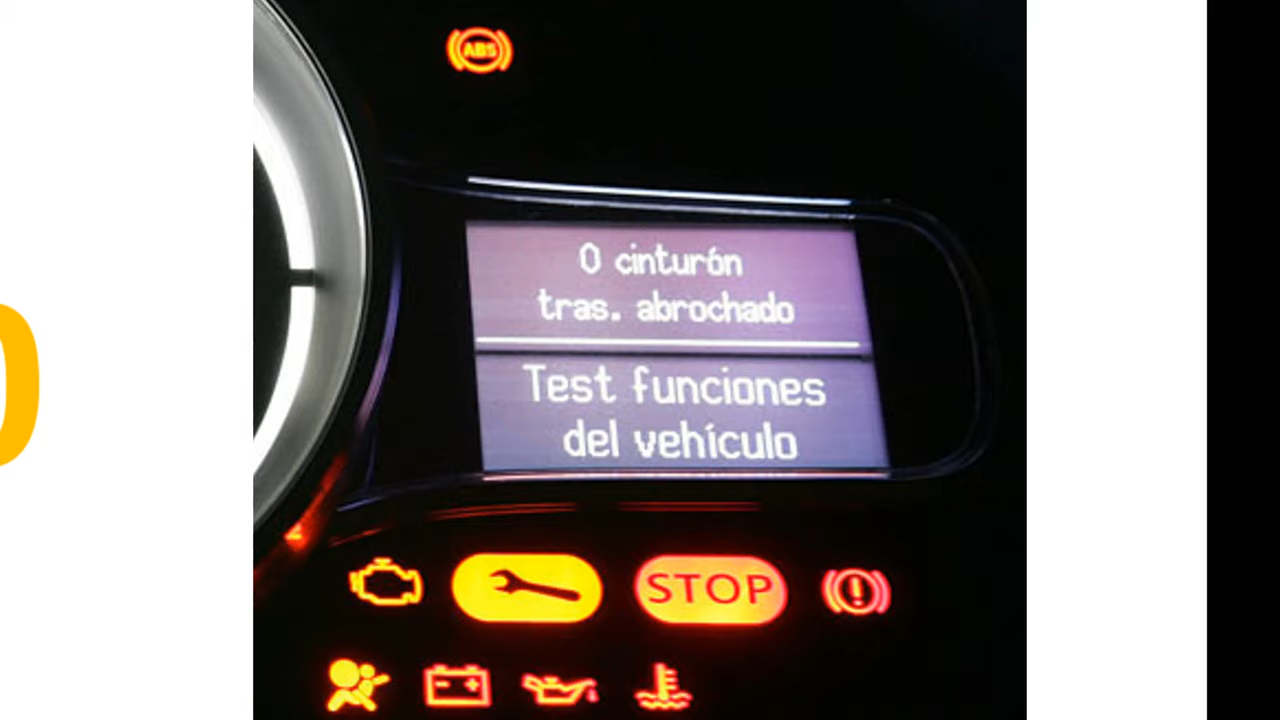 ABS
0 cinturón
tras. abrochado
Test funciones
del vehículo
STOP